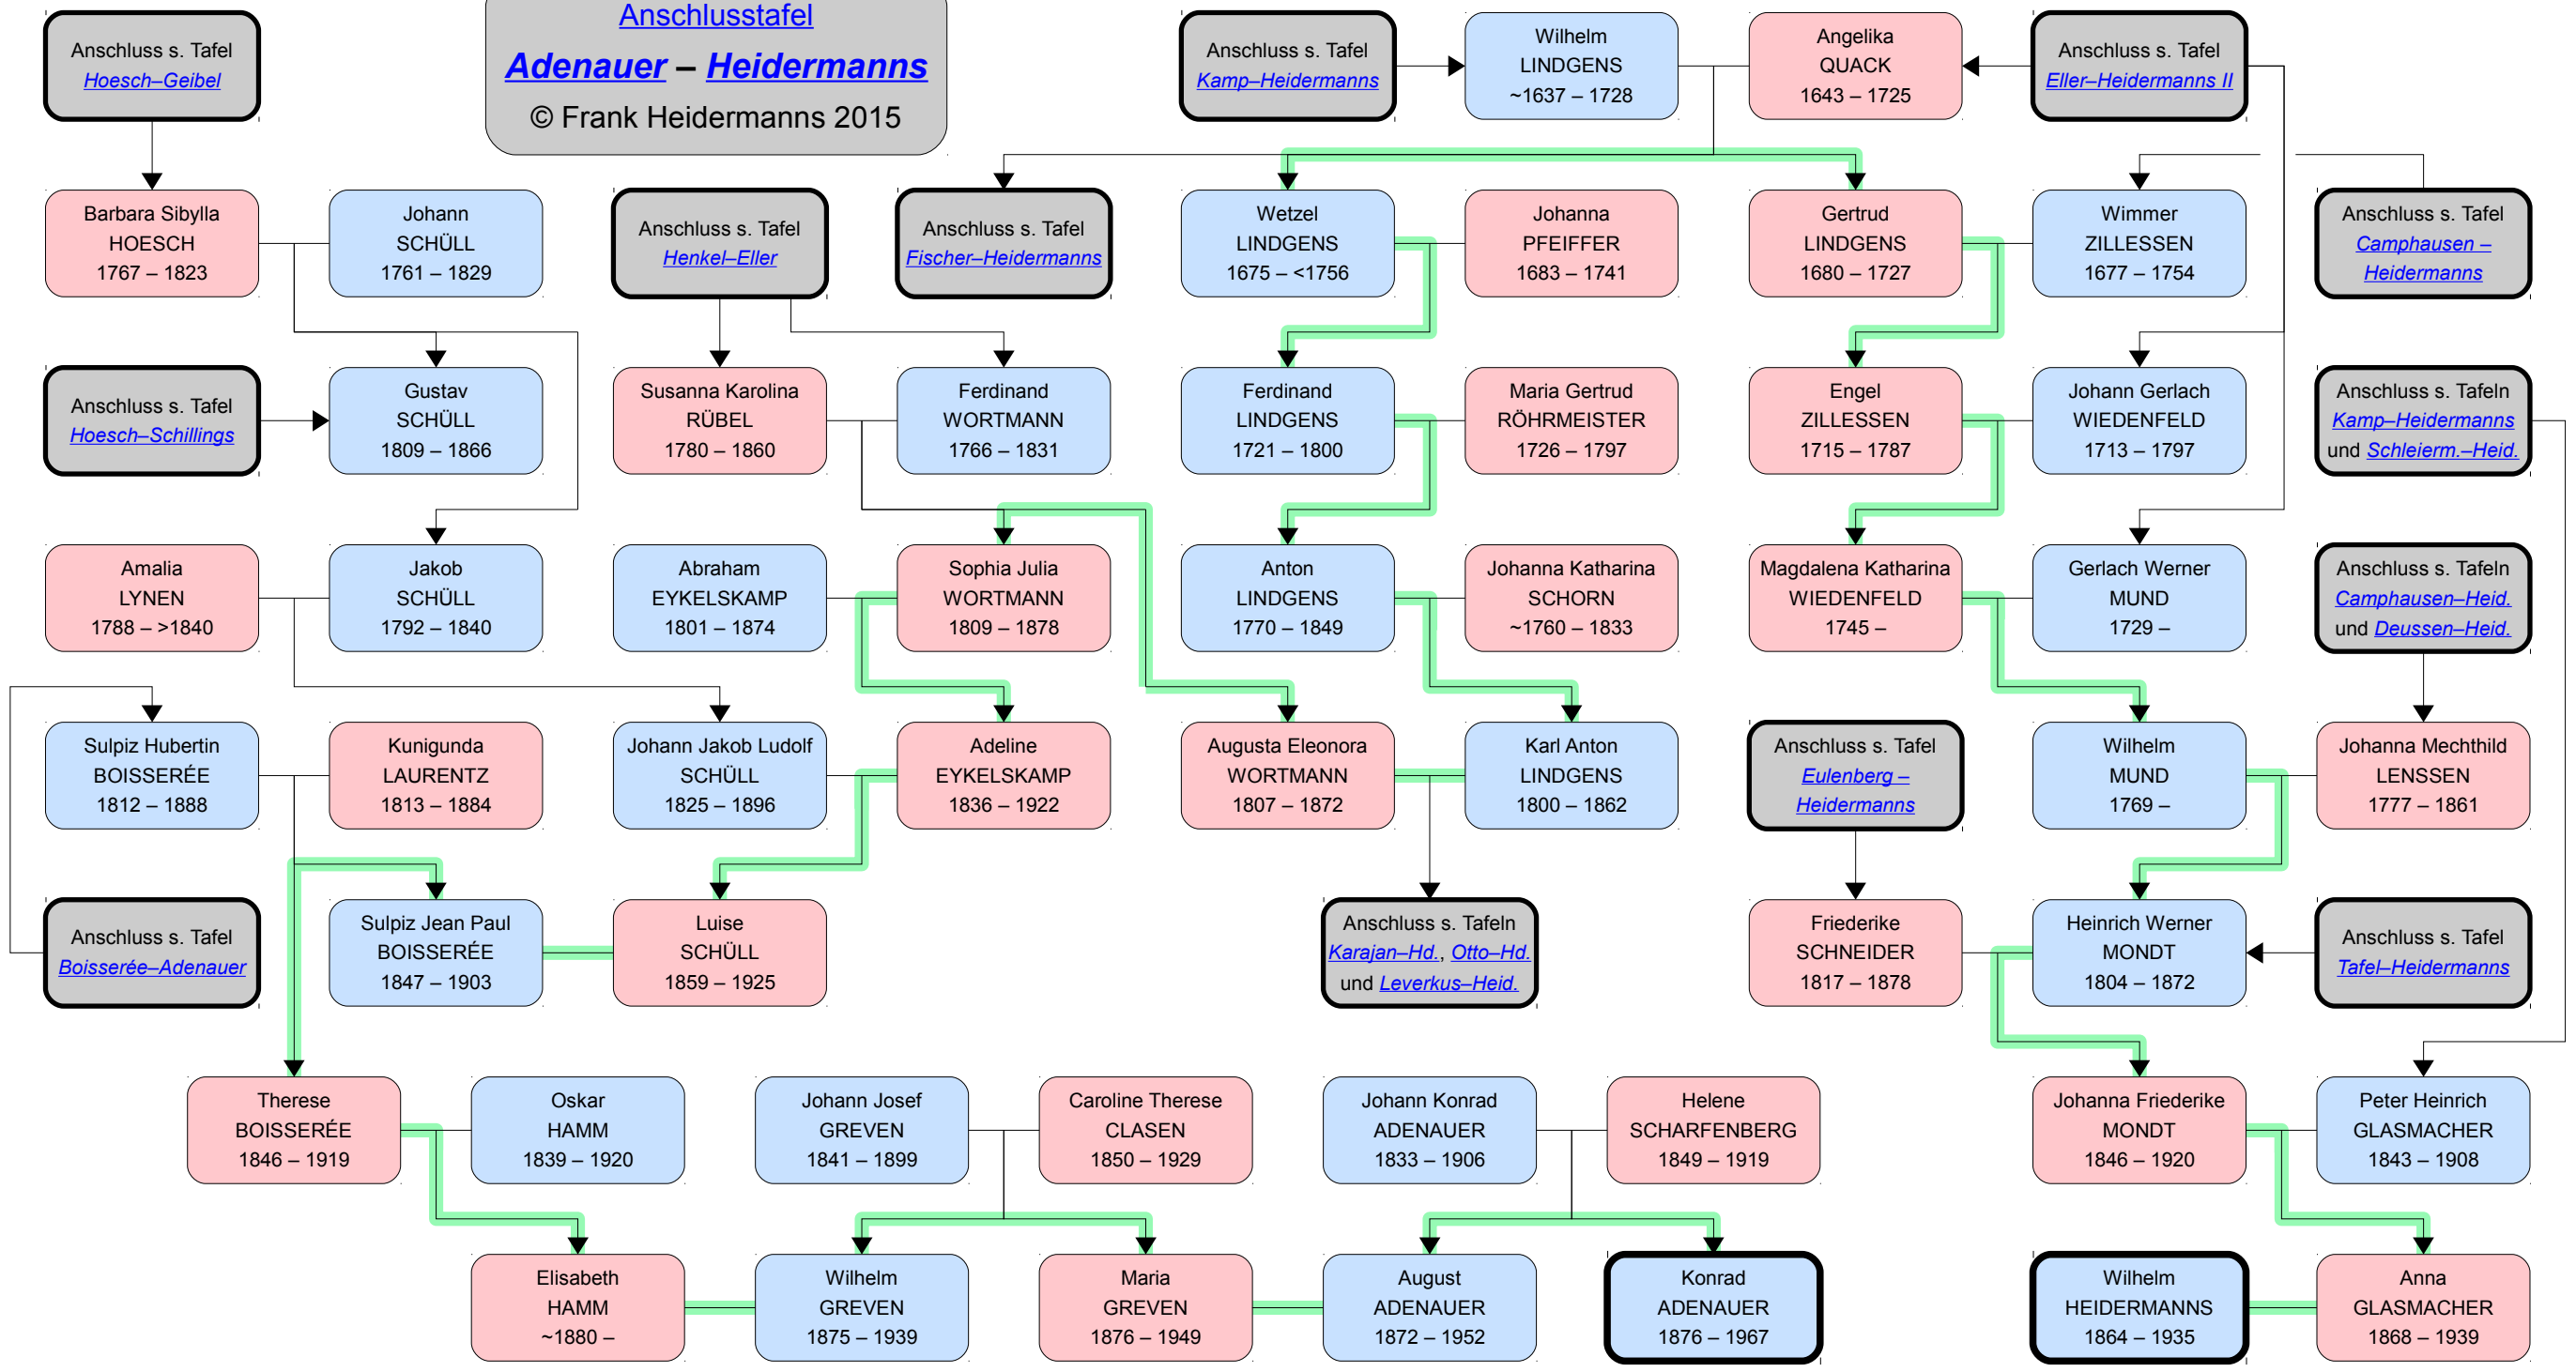 Anschlusstafel
Adenauer – Heidermanns
© Frank Heidermanns 2015
Anschluss s. Tafel
Hoesch–Geibel
Anschluss s. Tafel
Kamp–Heidermanns
Wilhelm
LINDGENS
~1637 – 1728
Angelika
QUACK
1643 – 1725
Anschluss s. Tafel
Eller–Heidermanns II
Barbara Sibylla
HOESCH
1767 – 1823
Johann
SCHÜLL
1761 – 1829
Anschluss s. Tafel
Henkel–Eller
Anschluss s. Tafel
Fischer–Heidermanns
Wetzel
LINDGENS
1675 – <1756
Johanna
PFEIFFER
1683 – 1741
Gertrud
LINDGENS
1680 – 1727
Wimmer
ZILLESSEN
1677 – 1754
Anschluss s. Tafel
Camphausen –
Heidermanns
Anschluss s. Tafel
Hoesch–Schillings
Gustav
SCHÜLL
1809 – 1866
Susanna Karolina
RÜBEL
1780 – 1860
Ferdinand
WORTMANN
1766 – 1831
Ferdinand
LINDGENS
1721 – 1800
Maria Gertrud
RÖHRMEISTER
1726 – 1797
Engel
ZILLESSEN
1715 – 1787
Johann Gerlach
WIEDENFELD
1713 – 1797
Anschluss s. Tafeln
Kamp–Heidermanns
und Schleierm.–Heid.
Amalia
LYNEN
1788 – >1840
Jakob
SCHÜLL
1792 – 1840
Abraham
EYKELSKAMP
1801 – 1874
Sophia Julia
WORTMANN
1809 – 1878
Anton
LINDGENS
1770 – 1849
Johanna Katharina
SCHORN
~1760 – 1833
Magdalena Katharina
WIEDENFELD
1745 –
Gerlach Werner
MUND
1729 –
Anschluss s. Tafeln
Camphausen–Heid.
und Deussen–Heid.
Sulpiz Hubertin
BOISSERÉE
1812 – 1888
Kunigunda
LAURENTZ
1813 – 1884
Johann Jakob Ludolf
SCHÜLL
1825 – 1896
Adeline
EYKELSKAMP
1836 – 1922
Augusta Eleonora
WORTMANN
1807 – 1872
Karl Anton
LINDGENS
1800 – 1862
Anschluss s. Tafel
Eulenberg –
Heidermanns
Wilhelm
MUND
1769 –
Johanna Mechthild
LENSSEN
1777 – 1861
Anschluss s. Tafel
Boisserée–Adenauer
Sulpiz Jean Paul
BOISSERÉE
1847 – 1903
Luise
SCHÜLL
1859 – 1925
Anschluss s. Tafeln
Karajan–Hd., Otto–Hd.
und Leverkus–Heid.
Friederike
SCHNEIDER
1817 – 1878
Heinrich Werner
MONDT
1804 – 1872
Anschluss s. Tafel
Tafel–Heidermanns
Therese
BOISSERÉE
1846 – 1919
Oskar
HAMM
1839 – 1920
Johann Josef
GREVEN
1841 – 1899
Caroline Therese
CLASEN
1850 – 1929
Johann Konrad
ADENAUER
1833 – 1906
Helene
SCHARFENBERG
1849 – 1919
Johanna Friederike
MONDT
1846 – 1920
Peter Heinrich
GLASMACHER
1843 – 1908
Elisabeth
HAMM
~1880 –
Wilhelm
GREVEN
1875 – 1939
Maria
GREVEN
1876 – 1949
August
ADENAUER
1872 – 1952
Konrad
ADENAUER
1876 – 1967
Wilhelm
HEIDERMANNS
1864 – 1935
Anna
GLASMACHER
1868 – 1939